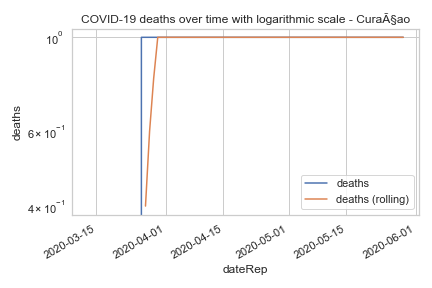 COVID-19 deaths over time with logarithmic scale - CuraÃ§ao
10⁰
6 × 10⁻¹
4 × 10⁻¹
deaths
deaths
deaths (rolling)
2020-03-15
2020-04-01
2020-04-15
2020-05-01
2020-05-15
2020-06-01
dateRep